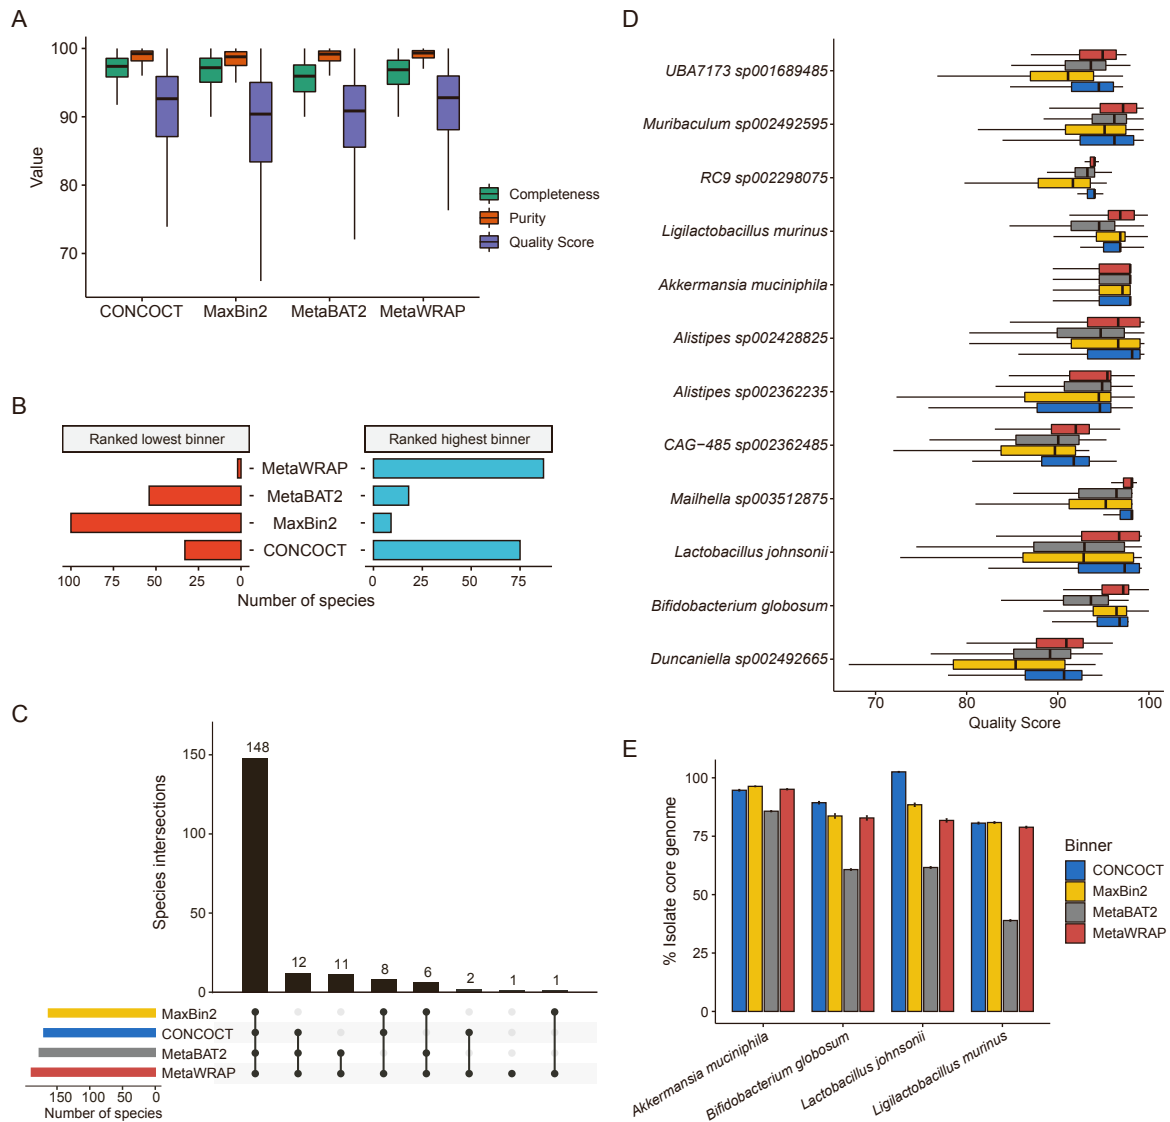 A
100
90
80
70
Value
CONCOCT
MaxBin2
MetaBAT2
MetaWRAP
Completeness
Purity
Quality Score
B
Ranked lowest binner
Ranked highest binner
MetaWRAP
MetaBAT2
MaxBin2
CONCOCT
100
75
50
25
0
0
25
50
75
Number of species
C
Species intersections
150
100
50
0
148
12
11
8
6
2
1
1
MaxBin2
CONCOCT
MetaBAT2
MetaWRAP
150
100
50
0
Number of species
D
UBA7173 sp001689485
Muribaculum sp002492595
RC9 sp002298075
Ligilactobacillus murinus
Akkermansia muciniphila
Alistipes sp002428825
Alistipes sp002362235
CAG−485 sp002362485
Mailhella sp003512875
Lactobacillus johnsonii
Bifidobacterium globosum
Duncaniella sp002492665
70
80
90
100
Quality Score
E
% Isolate core genome
100
75
50
25
0
Akkermansia muciniphila
Bifidobacterium globosum
Lactobacillus johnsonii
Ligilactobacillus murinus
Binner
CONCOCT
MaxBin2
MetaBAT2
MetaWRAP